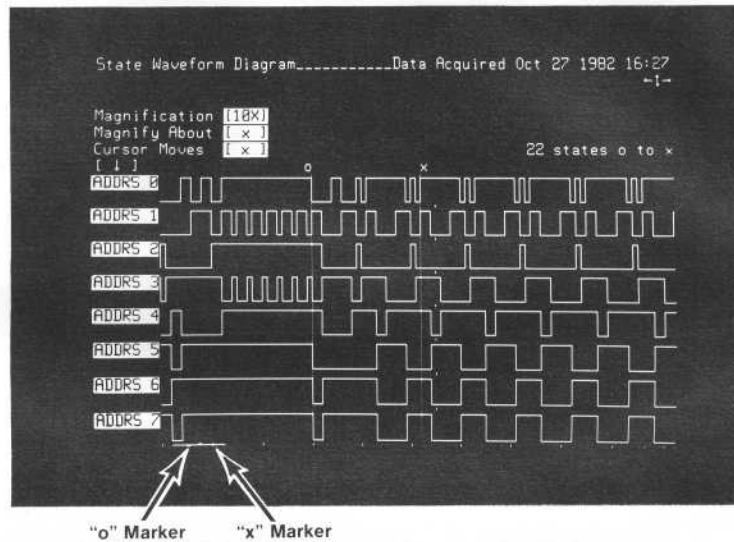 State Waveform Diagram___________Data Acquired Oct 27 1982 16:27
←↕→
Magnification [10X]
Magnify About [ x ]
Cursor Moves [ x ] 22 states o to x
[ ↓ ] o x
ADDRS 0
ADDRS 1
ADDRS 2
ADDRS 3
ADDRS 4
ADDRS 5
ADDRS 6
ADDRS 7
"o" Marker "x" Marker